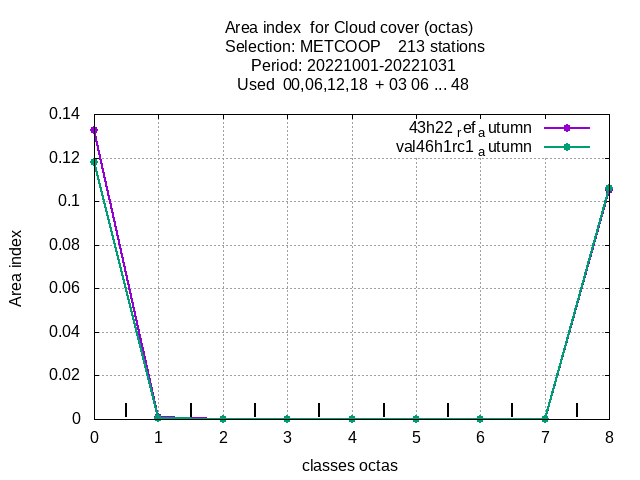 Area index  for Cloud cover (octas)
Selection: METCOOP    213 stations
Period: 20221001-20221031
Used  00,06,12,18  + 03 06 ... 48
43h22 ref autumn
val46h1rc1 autumn
0.14
0.12
0.1
0.08
0.06
0.04
0.02
0
Area index
0 1 2 3 4 5 6 7 8
classes octas